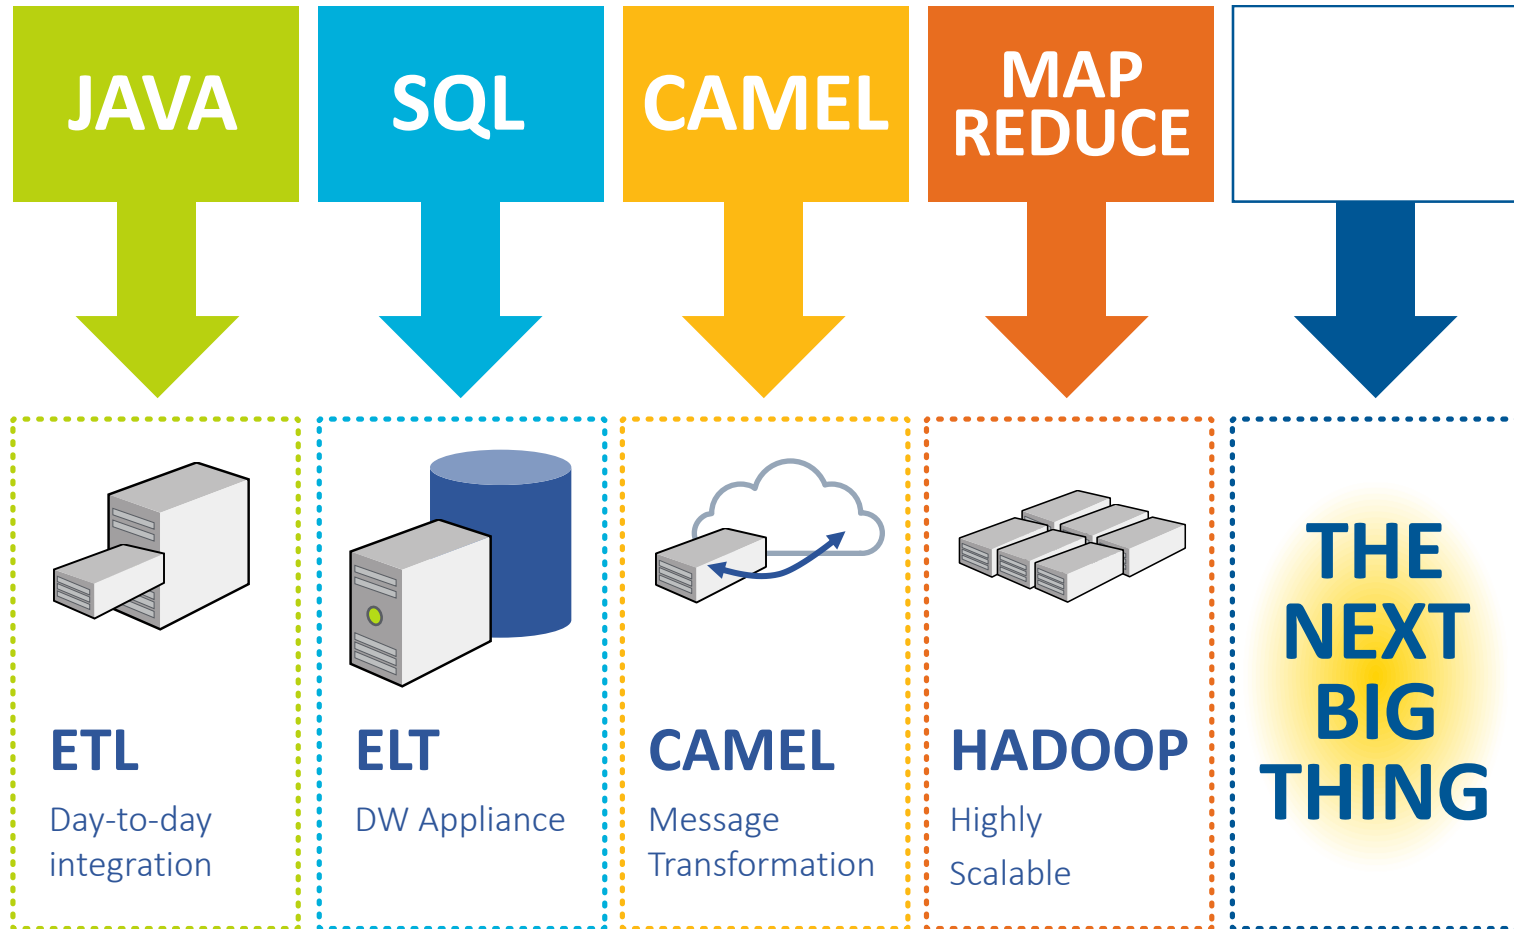 JAVA
SQL
CAMEL
MAP
REDUCE
ETL
Day-to-day
integration
ELT
DW Appliance
CAMEL
Message
Transformation
HADOOP
Highly
Scalable
THE
NEXT
BIG
THING